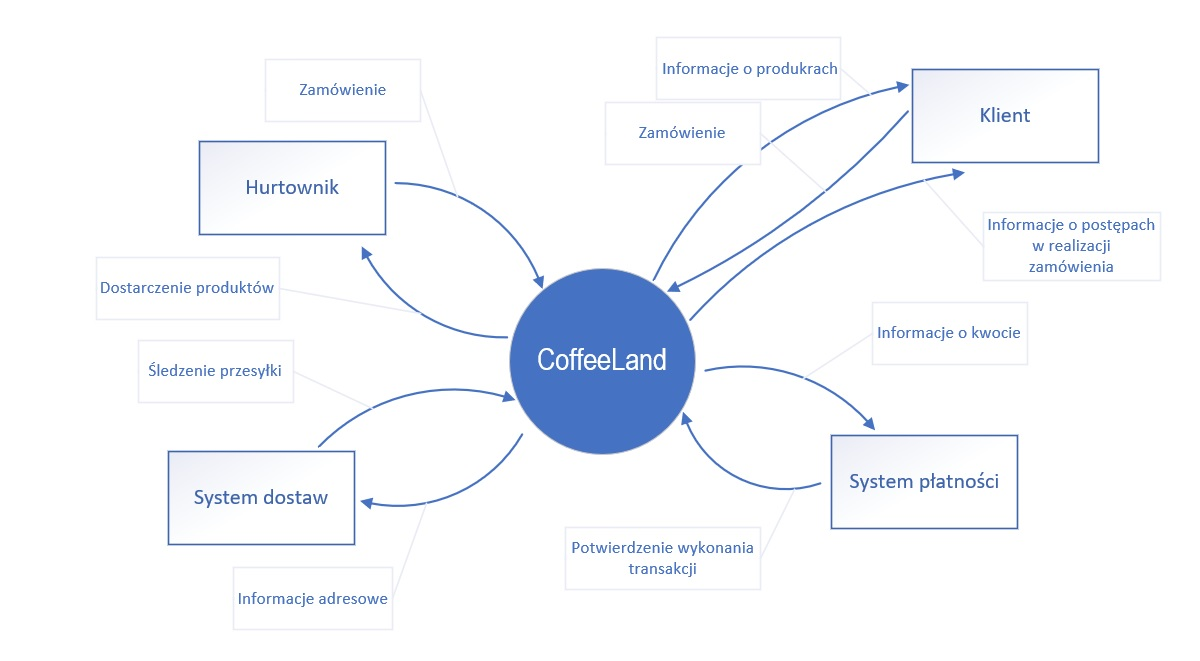 Informacje o produkrach
Zamówienie
Zamówienie
Klient
Hurtownik
Informacje o postępach
w realizacji
zamówienia
Dostarczenie produktów
Informacje o kwocie
CoffeeLand
Śledzenie przesyłki
System płatności
System dostaw
Potwierdzenie wykonania
transakcji
Informacje adresowe